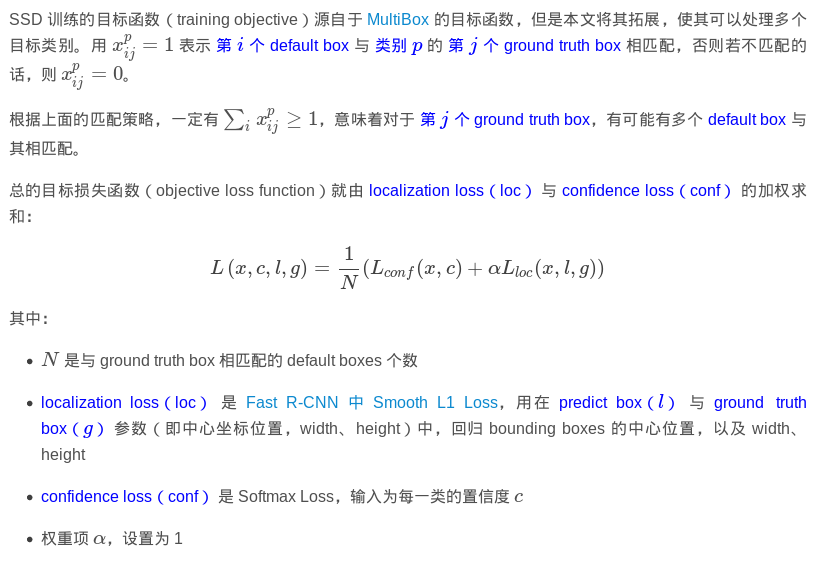 SSD 训练的目标函数（training objective）源自于 MultiBox 的目标函数，但是本文将其拓展，使其可以处理多个
目标类别。用 $x_{ij}^{p} = 1$ 表示 第 $i$ 个 default box 与 类别 $p$ 的 第 $j$ 个 ground truth box 相匹配，否则若不匹配的
话，则 $x_{ij}^{p} = 0$。
根据上面的匹配策略，一定有 $\sum_{i} x_{ij}^{p} \geq 1$，意味着对于 第 $j$ 个 ground truth box，有可能有多个 default box 与
其相匹配。
总的目标损失函数（objective loss function）就由 localization loss（loc）与 confidence loss（conf）的加权求
和：
$L(x, c, l, g) = \frac{1}{N}(L_{conf}(x, c) + \alpha L_{loc}(x, l, g))$
其中：
• $N$ 是与 ground truth box 相匹配的 default boxes 个数
• localization loss（loc）是 Fast R-CNN 中 Smooth L1 Loss，用在 predict box（$l$）与 ground truth
box（$g$）参数（即中心坐标位置，width、height）中，回归 bounding boxes 的中心位置，以及 width、
height
• confidence loss（conf）是 Softmax Loss，输入为每一类的置信度 $c$
• 权重项 $\alpha$，设置为 1